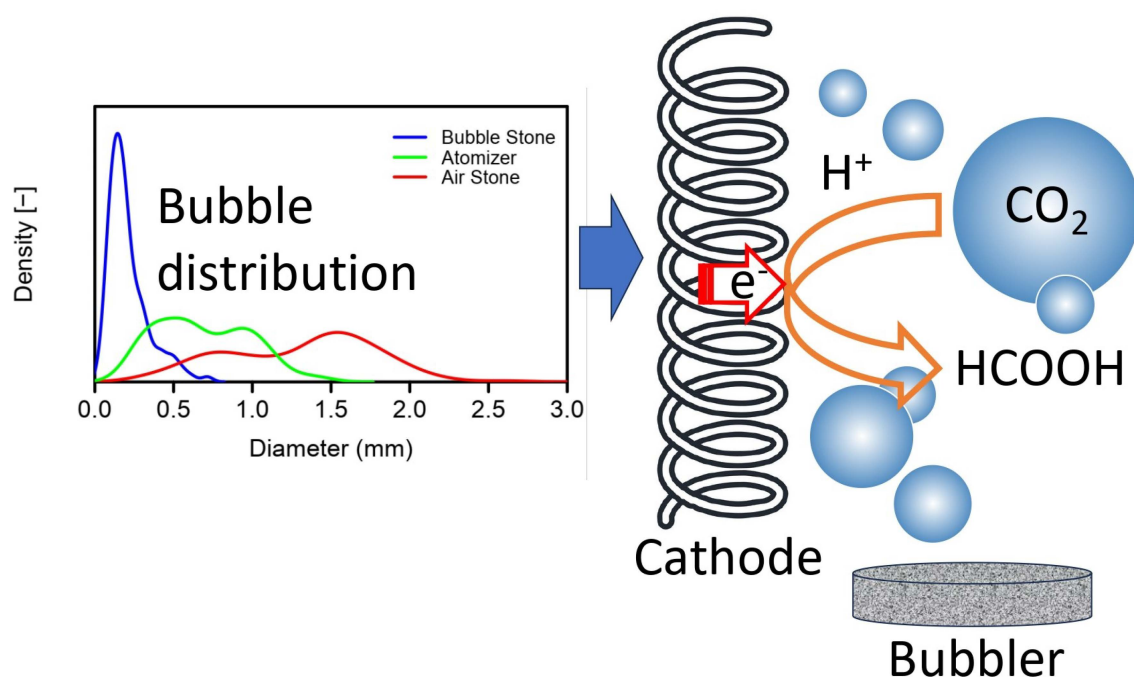 Density [−]
Bubble Stone
Atomizer
Air Stone
Bubble
distribution
0.0 0.5 1.0 1.5 2.0 2.5 3.0
Diameter (mm)
H⁺
CO₂
e⁻
HCOOH
Cathode
Bubbler